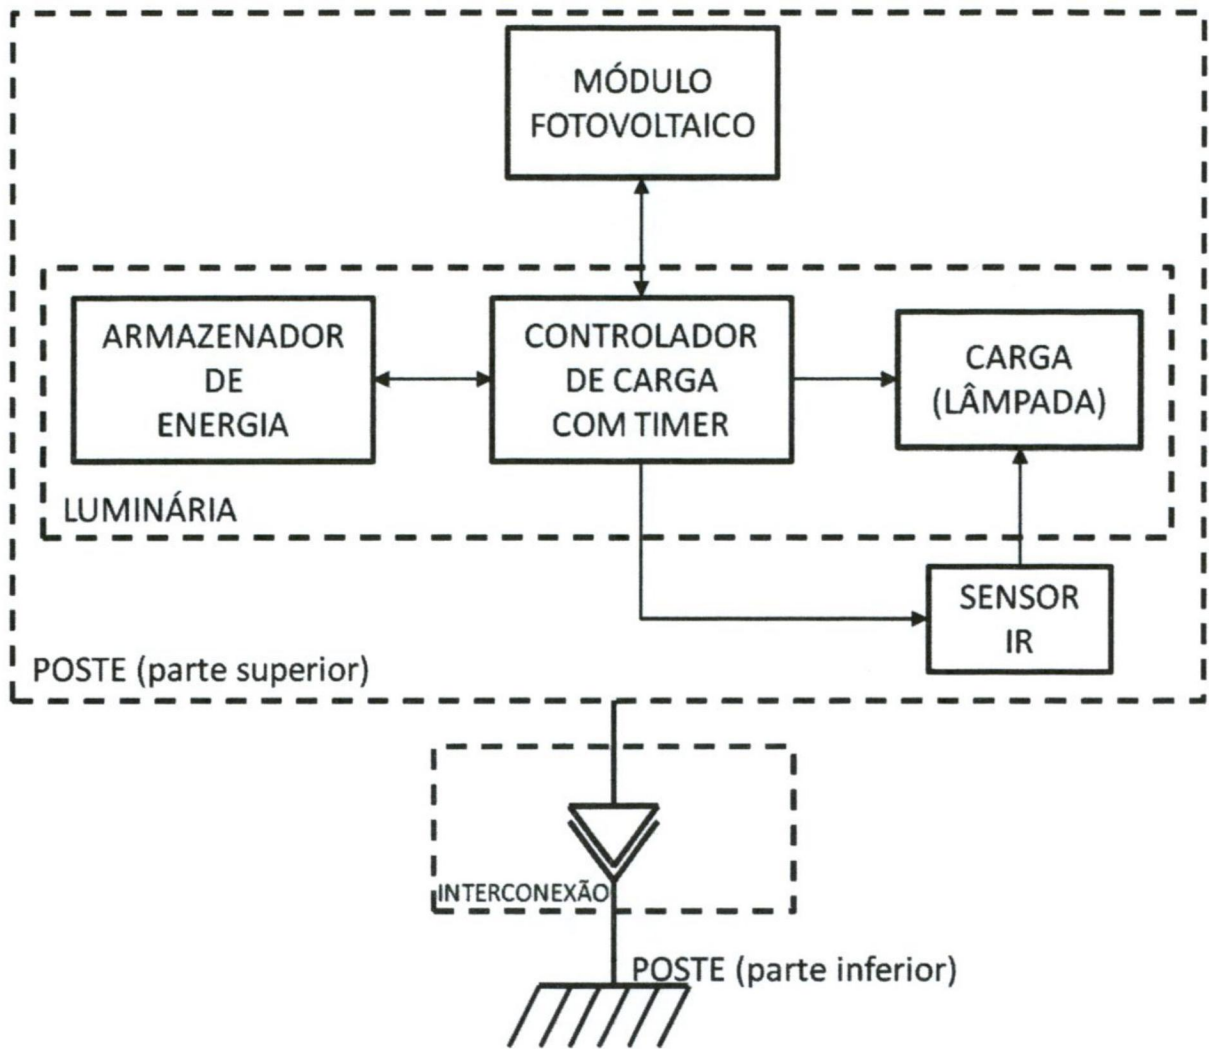 MÓDULO
FOTOVOLTAICO
ARMAZENADOR
DE
ENERGIA
CONTROLADOR
DE CARGA
COM TIMER
CARGA
(LÂMPADA)
LUMINÁRIA
SENSOR
IR
POSTE (parte superior)
INTERCONEXÃO
POSTE (parte inferior)